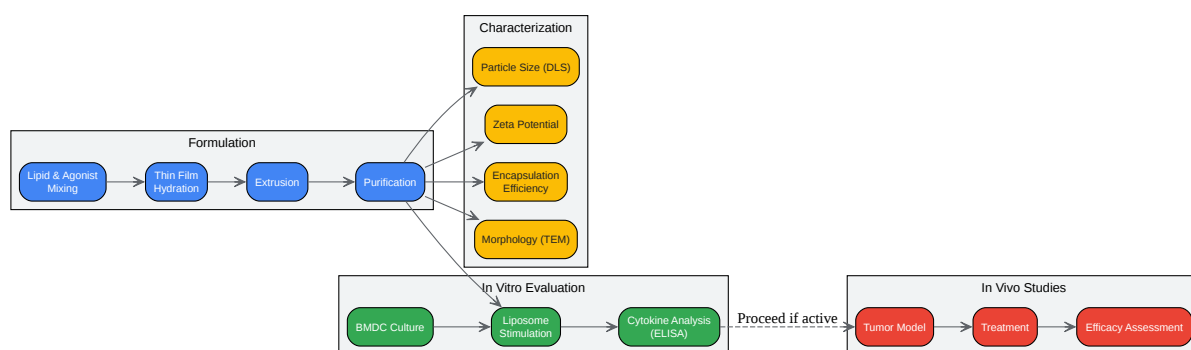 Characterization
Particle Size (DLS)
Zeta Potential
Encapsulation
Efficiency
Morphology (TEM)
Formulation
Lipid & Agonist
Mixing
Thin Film
Hydration
Extrusion
Purification
In Vitro Evaluation
BMDC Culture
Liposome
Stimulation
Cytokine Analysis
(ELISA)
Proceed if active
In Vivo Studies
Tumor Model
Treatment
Efficacy Assessment